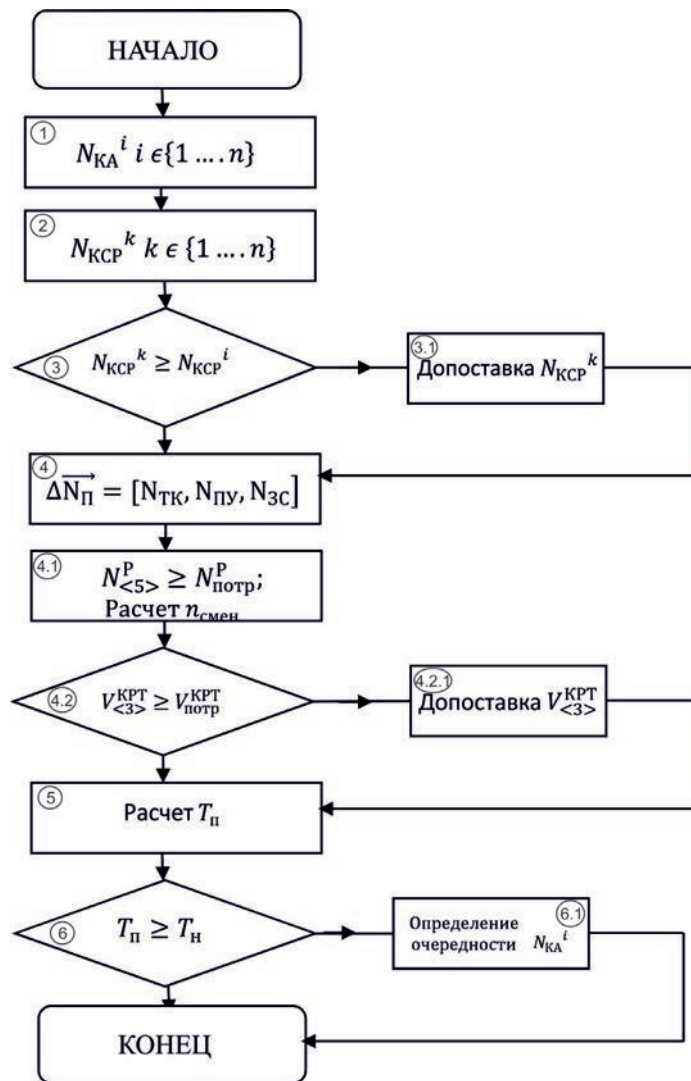 НАЧАЛО
1
N_КА^i i ϵ{1 ... . n}
2
N_КСР^k k ϵ {1 ... . n}
3
N_КСР^k ≥ N_КСР^i
3.1
Допоставка N_КСР^k
4
ΔN_П = [N_ТК, N_ПУ, N_ЗС]
4.1
N^Р_<5> ≥ N^Р_потр;
Расчет n_смен
4.2
V^КРТ_<3> ≥ V^КРТ_потр
4.2.1
Допоставка V^КРТ_<3>
5
Расчет T_п
6
T_п ≥ T_н
6.1
Определение
очередности N_КА^i
КОНЕЦ